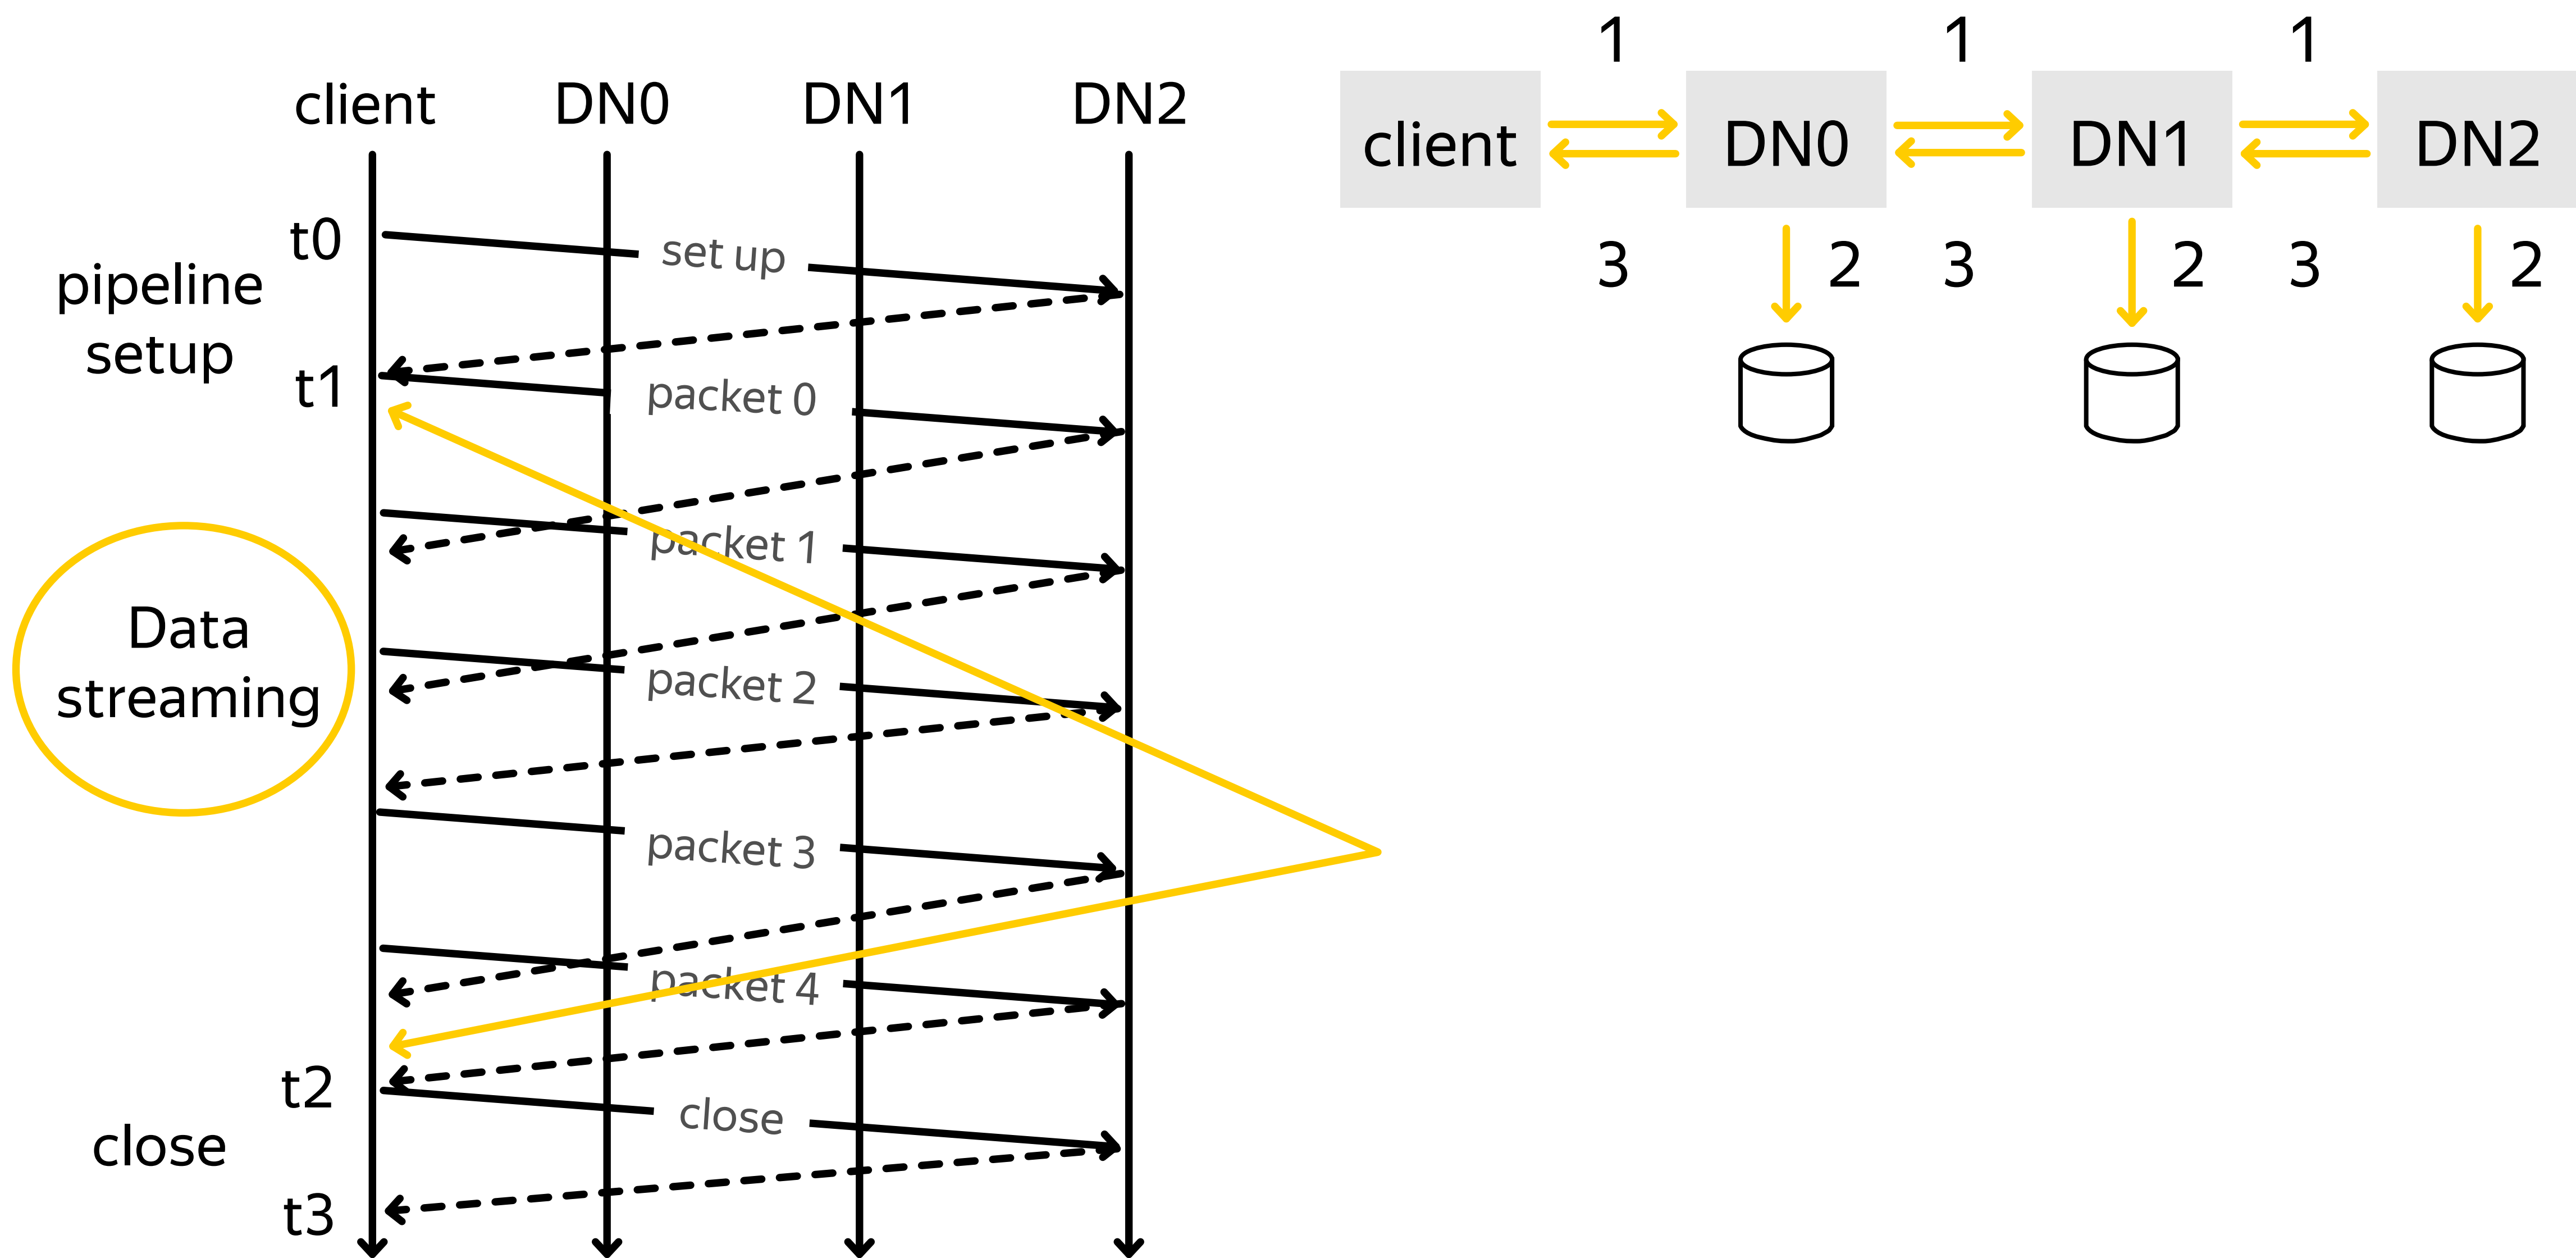 client
DN0
DN1
DN2
t0
set up
pipeline
setup
t1
packet 0
packet 1
Data
streaming
packet 2
packet 3
packet 4
t2
close
close
t3
1
1
1
client
DN0
DN1
DN2
3
2
3
2
3
2